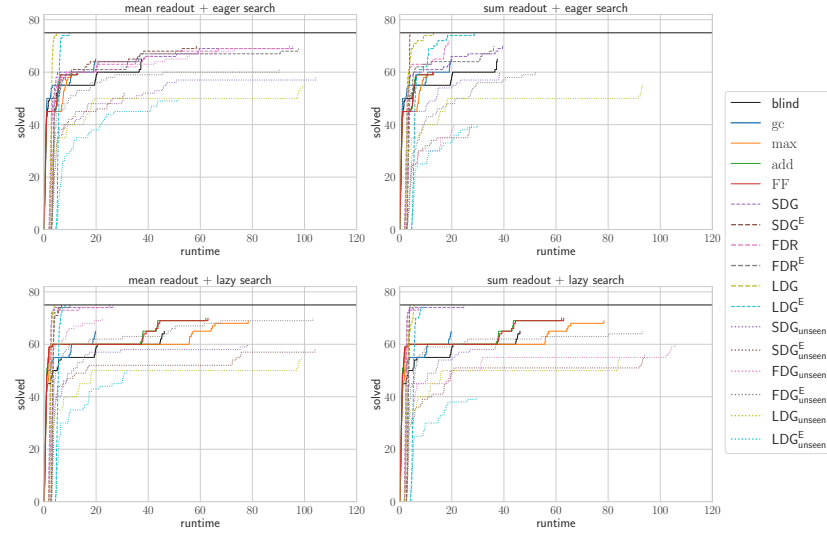 mean readout + eager search
80
60
40
20
0
solved
0 20 40 60 80 100 120
runtime
sum readout + eager search
80
60
40
20
0
solved
0 20 40 60 80 100 120
runtime
mean readout + lazy search
80
60
40
20
0
solved
0 20 40 60 80 100 120
runtime
sum readout + lazy search
80
60
40
20
0
solved
0 20 40 60 80 100 120
runtime
blind
gc
max
add
FF
SDG
SDG^E
FDR
FDR^E
LDG
LDG^E
SDG_unseen
SDG^E_unseen
FDG_unseen
FDG^E_unseen
LDG_unseen
LDG^E_unseen